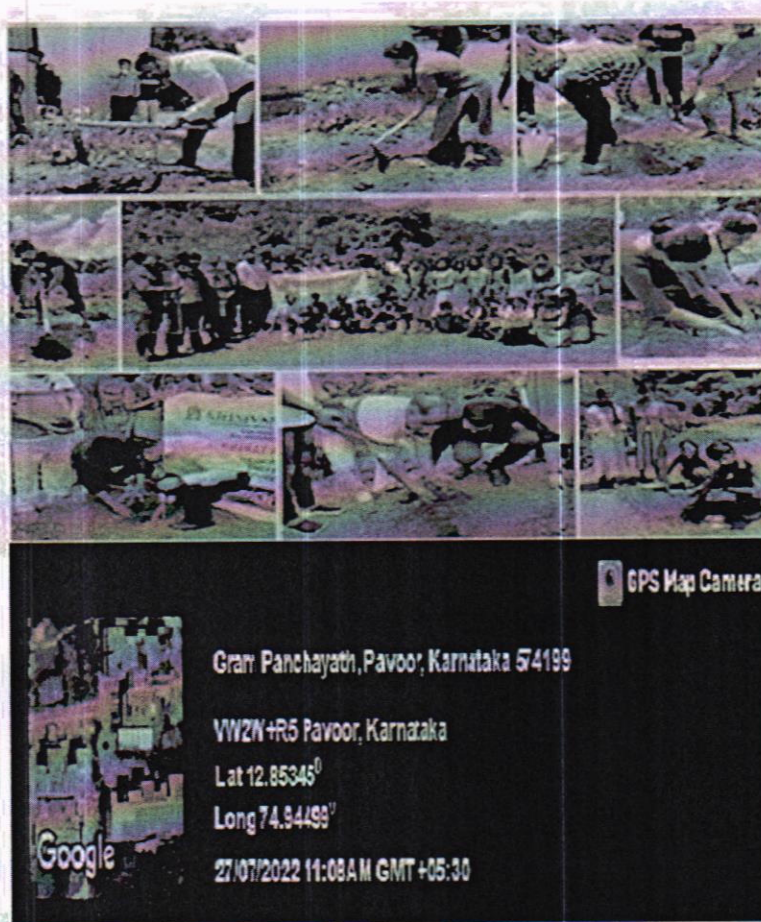 GPS Map Camera
Gram Panchayath, Pavoor, Karnataka 574199
VW2W+R5 Pavoor, Karnataka
Lat 12.85345°
Long 74.94499°
Google
27/07/2022 11:08 AM GMT +05:30